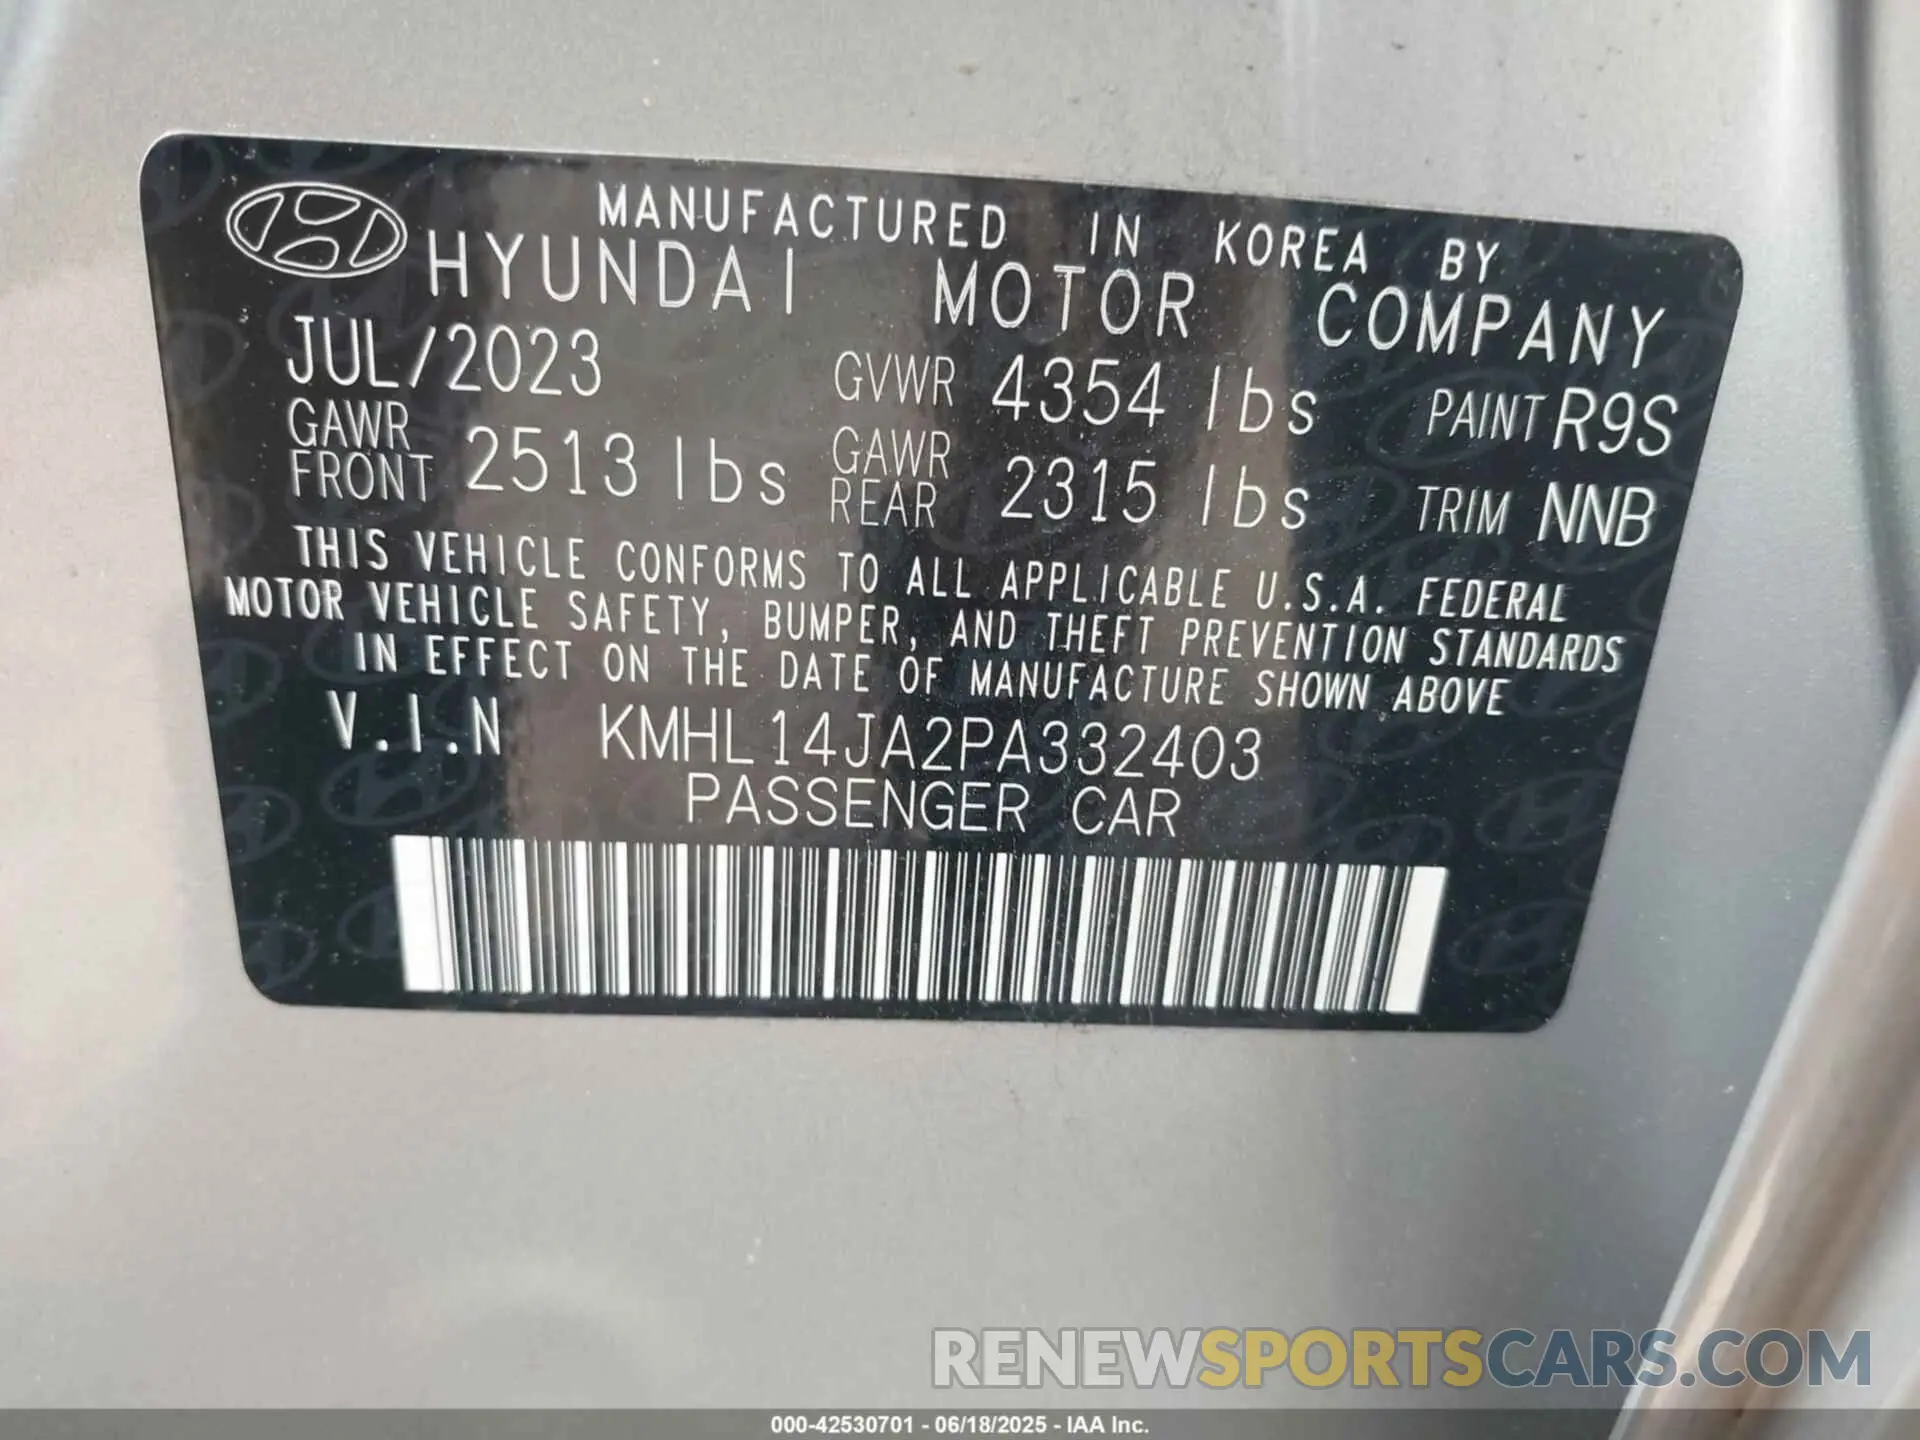 MANUFACTURED IN KOREA BY
HYUNDAI MOTOR COMPANY
JUL/2023 GVWR 4354 lbs PAINT R9S
GAWR FRONT 2513 lbs GAWR REAR 2315 lbs TRIM NNB
THIS VEHICLE CONFORMS TO ALL APPLICABLE U.S.A. FEDERAL
MOTOR VEHICLE SAFETY, BUMPER, AND THEFT PREVENTION STANDARDS
IN EFFECT ON THE DATE OF MANUFACTURE SHOWN ABOVE
V.I.N KMHL14JA2PA332403
PASSENGER CAR
RENEWSPORTSCARS.COM
000-42530701 - 06/18/2025 - IAA Inc.